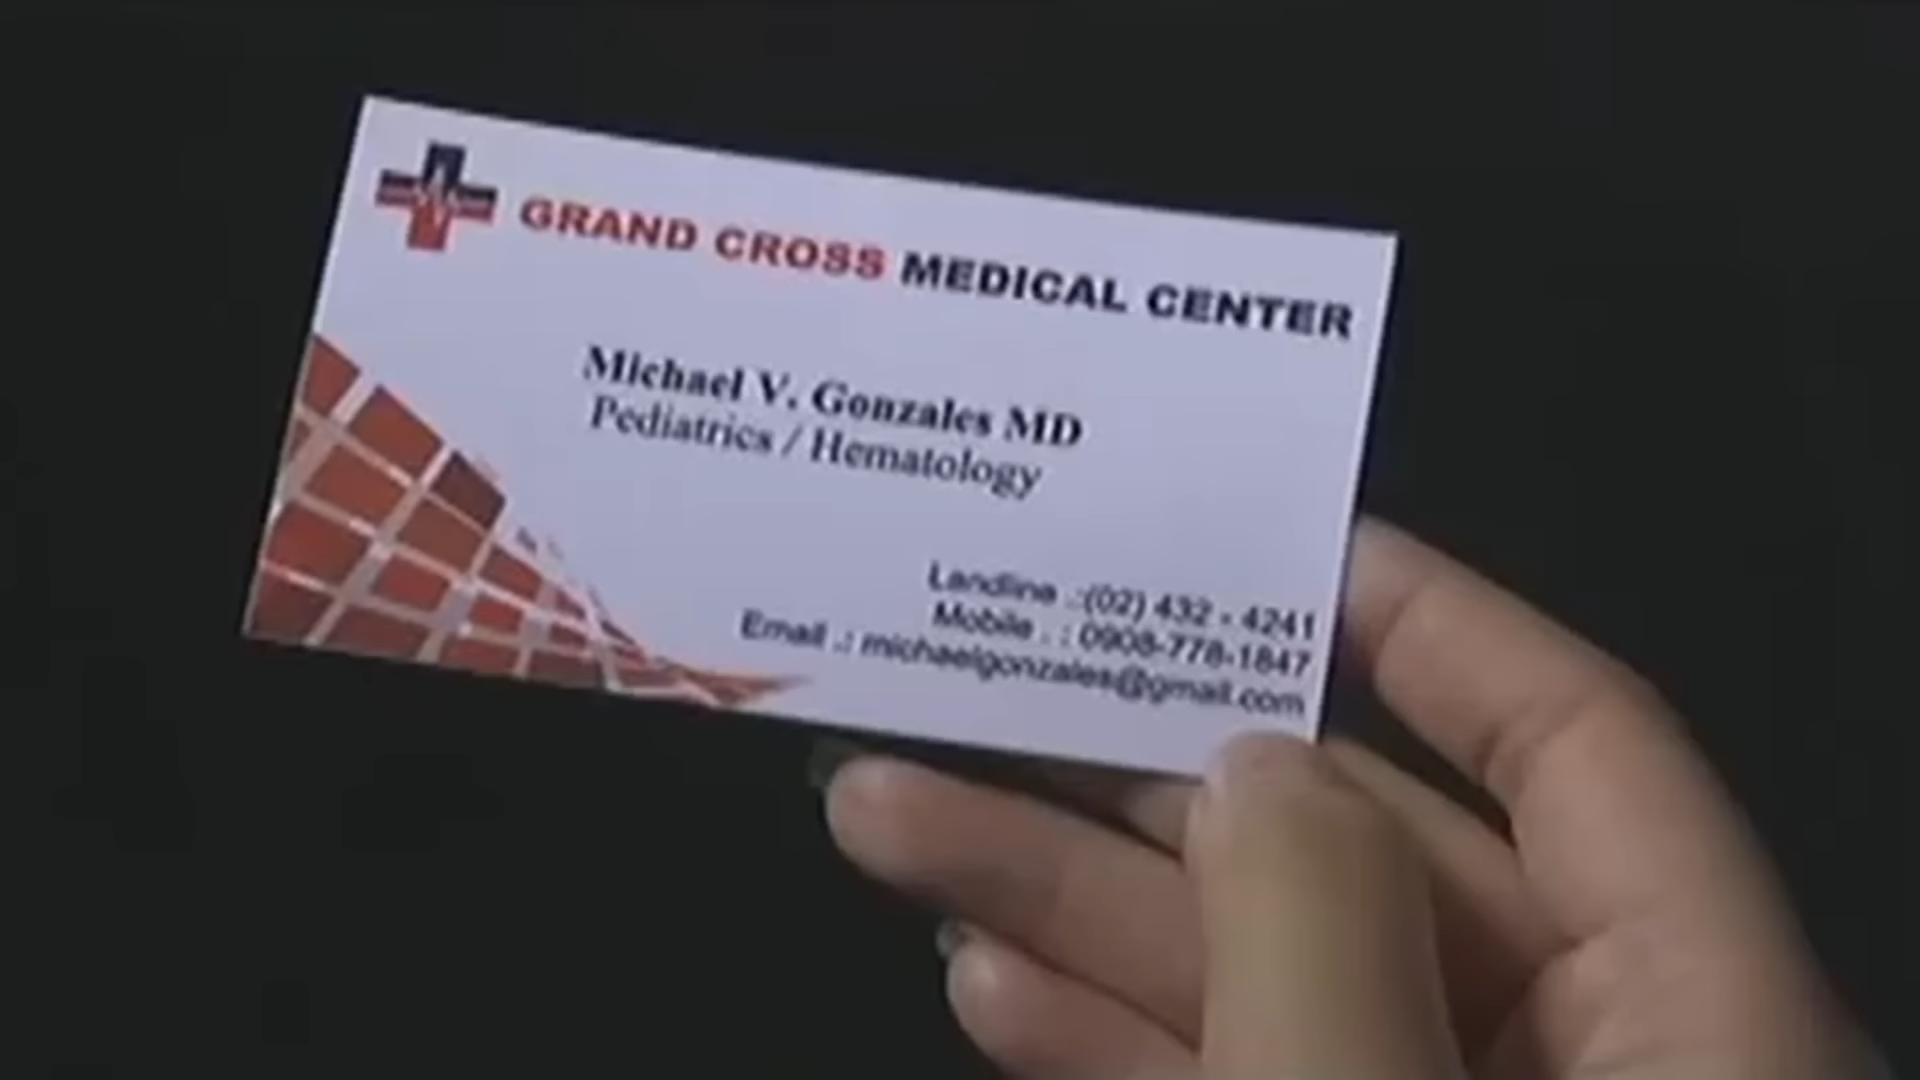 GRAND CROSS MEDICAL CENTER
Michael V. Gonzales MD
Pediatrics / Hematology
Landline .:(02) 432 - 4241
Mobile . : 0908-778-1847
Email .: michaelgonzales@gmail.com